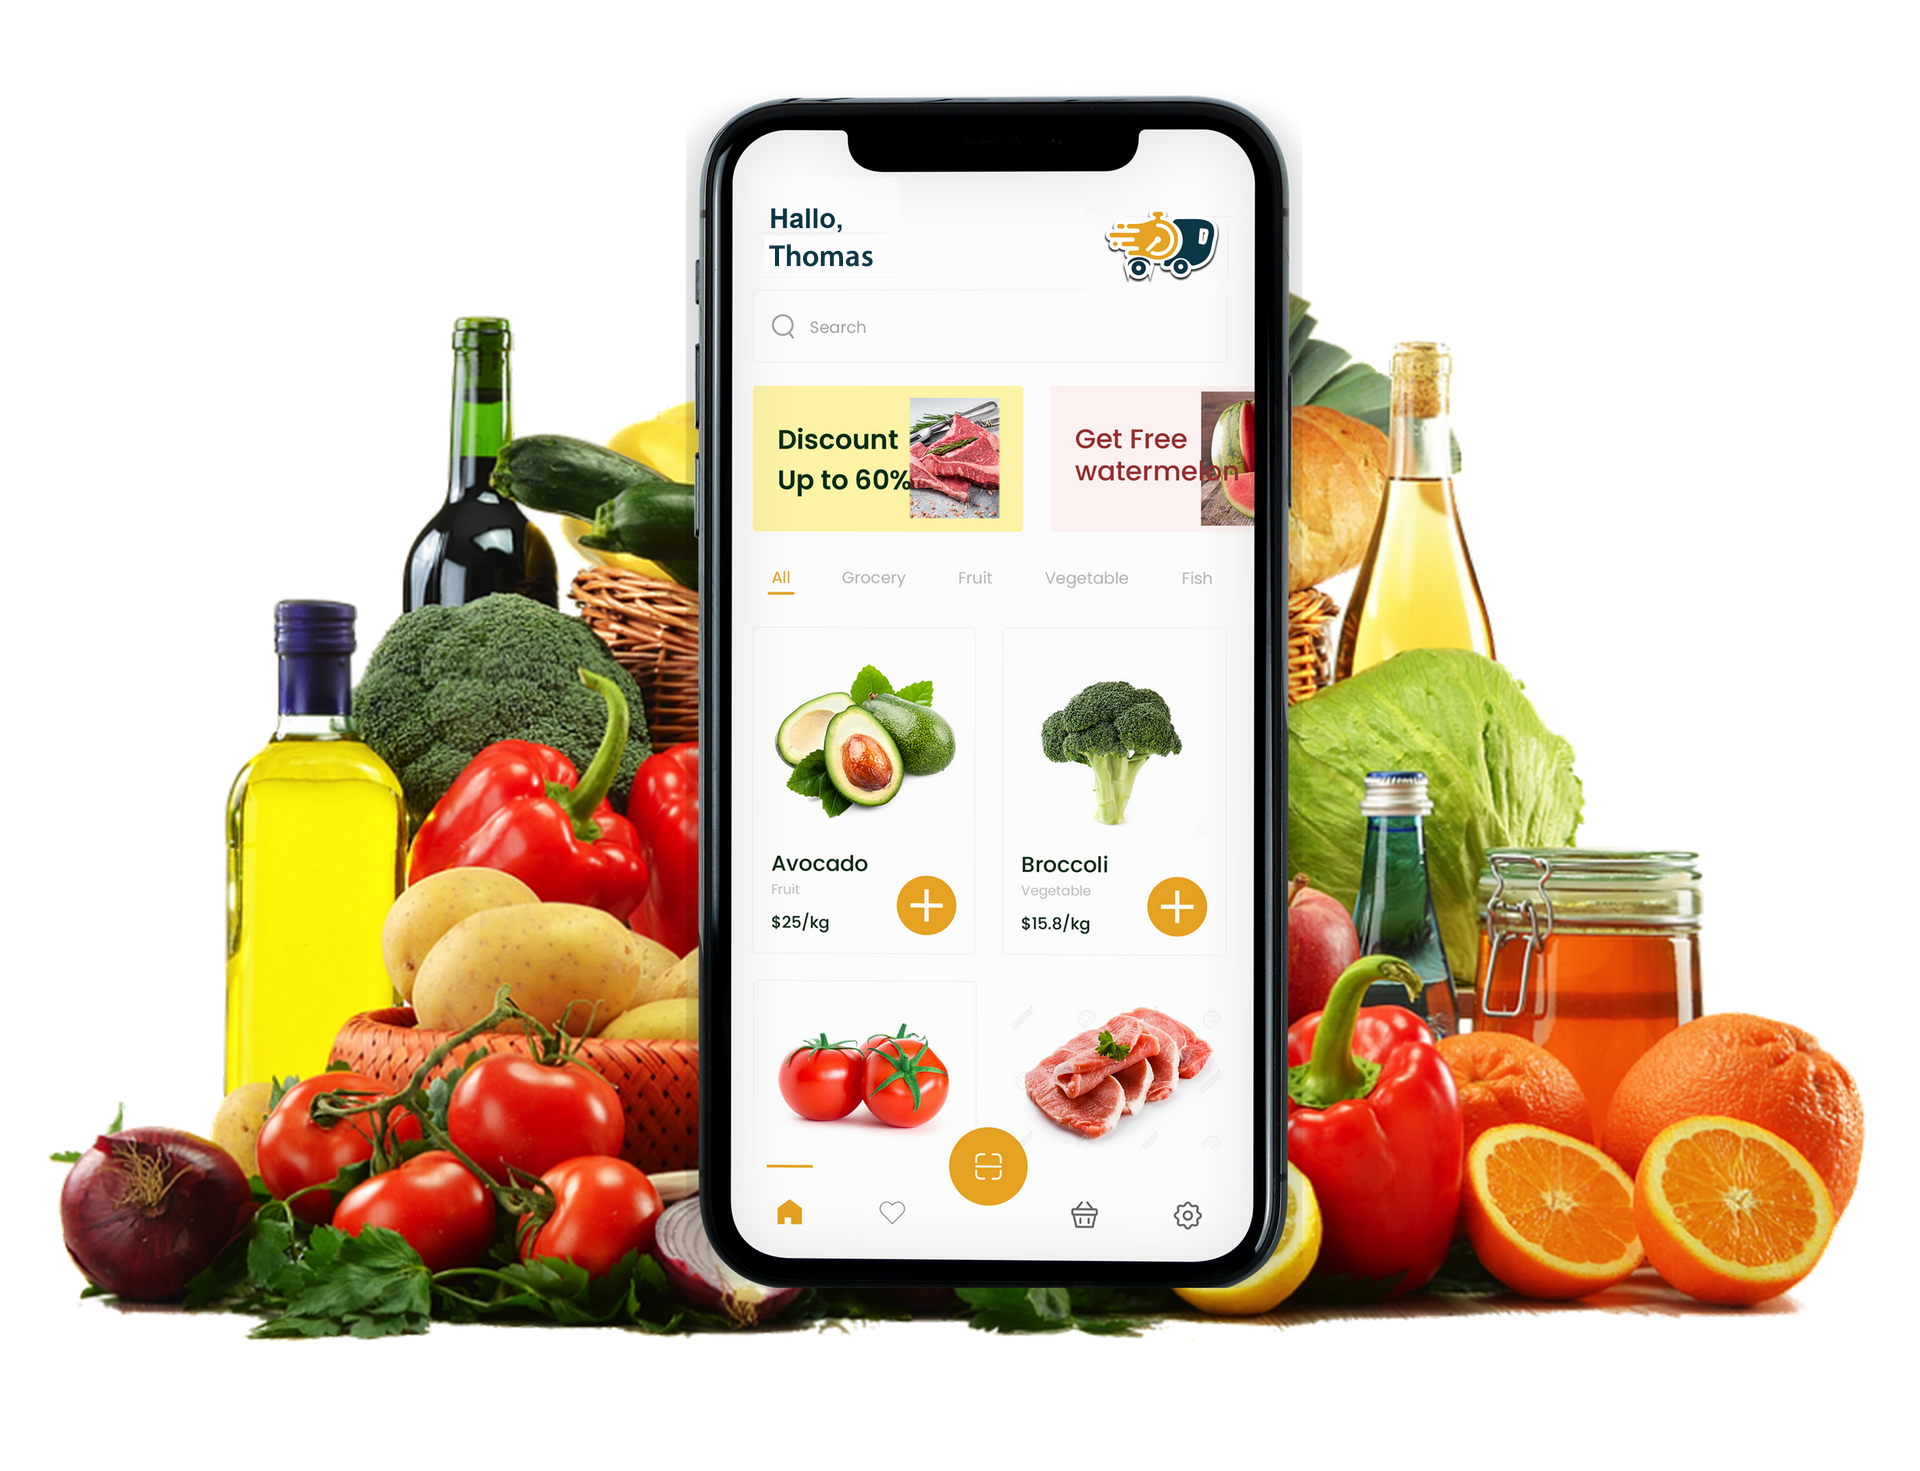 Hallo,
Thomas
Search
Discount
Up to 60%
Get Free
watermelon
All
Grocery
Fruit
Vegetable
Fish
Avocado
Fruit
$25/kg
Broccoli
Vegetable
$15.8/kg